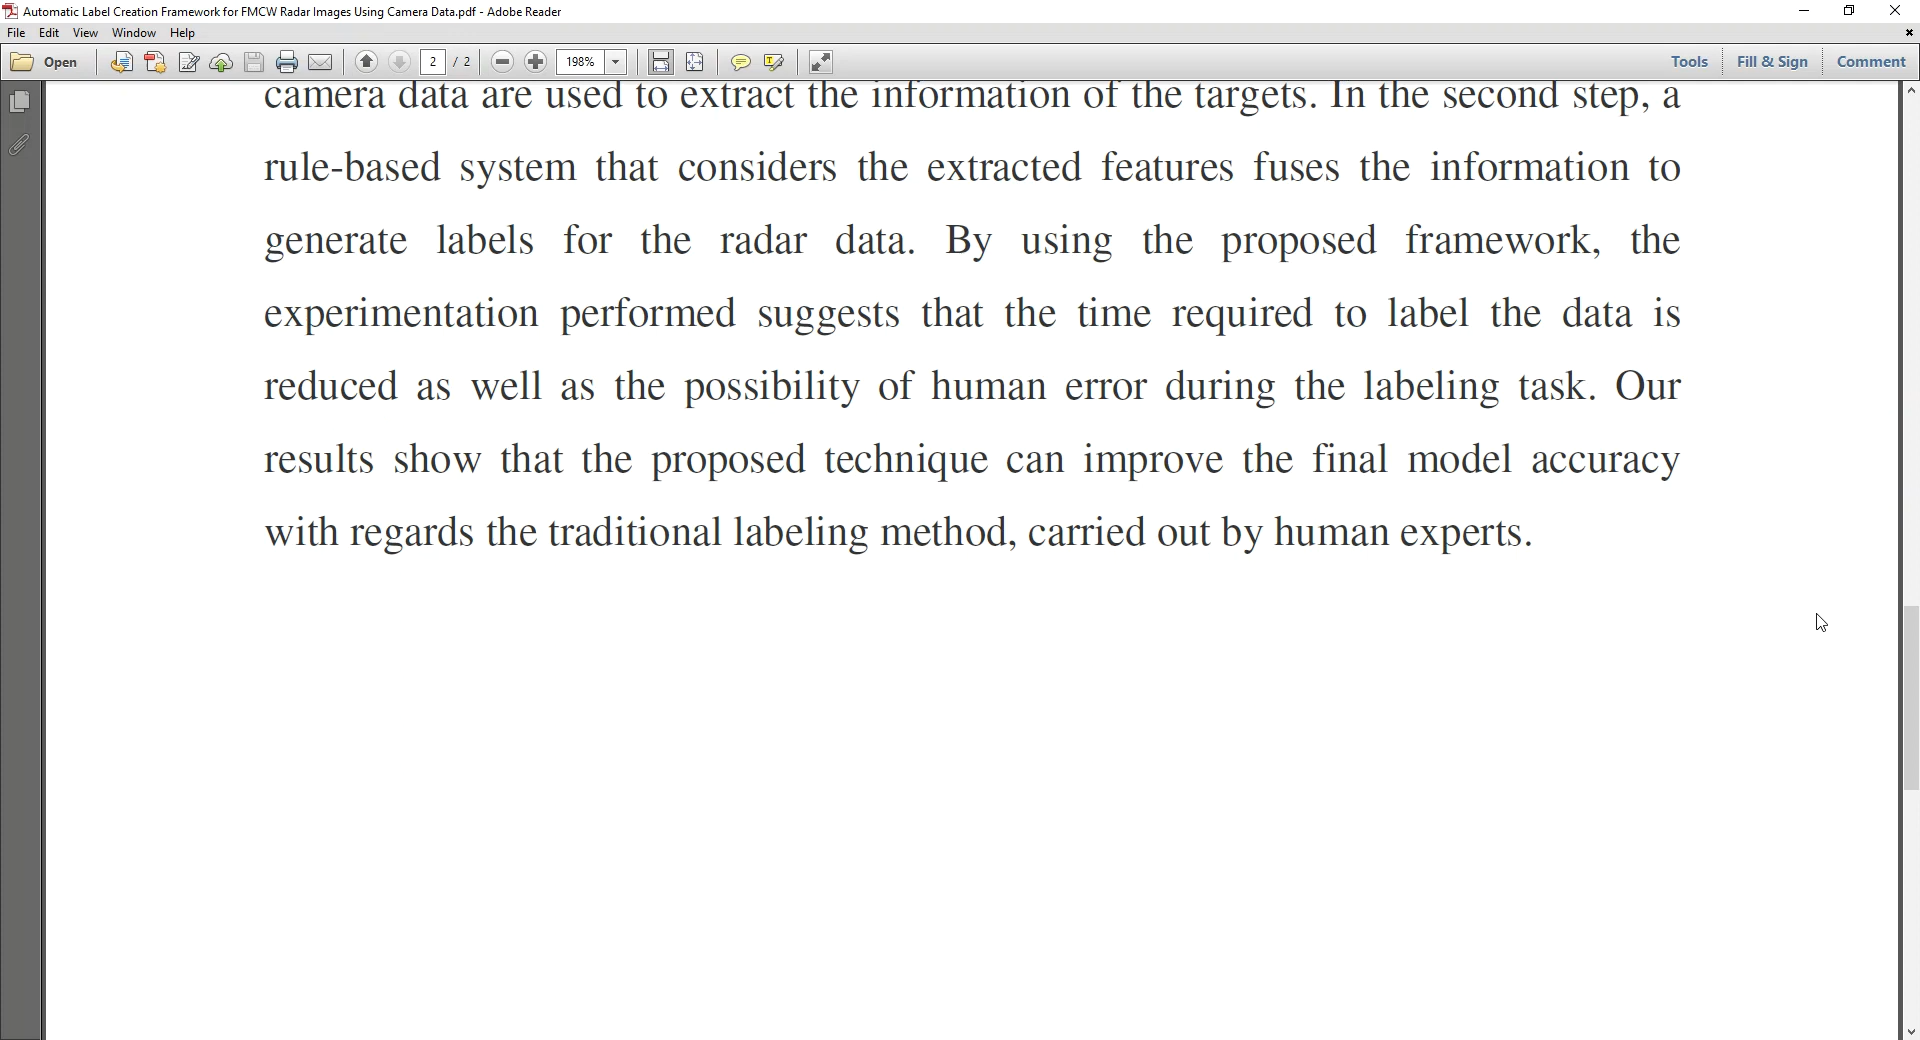 Automatic Label Creation Framework for FMCW Radar Images Using Camera Data.pdf - Adobe Reader
File Edit View Window Help
Open 2 / 2 198% Tools Fill & Sign Comment
camera data are used to extract the information of the targets. In the second step, a
rule-based system that considers the extracted features fuses the information to
generate labels for the radar data. By using the proposed framework, the
experimentation performed suggests that the time required to label the data is
reduced as well as the possibility of human error during the labeling task. Our
results show that the proposed technique can improve the final model accuracy
with regards the traditional labeling method, carried out by human experts.